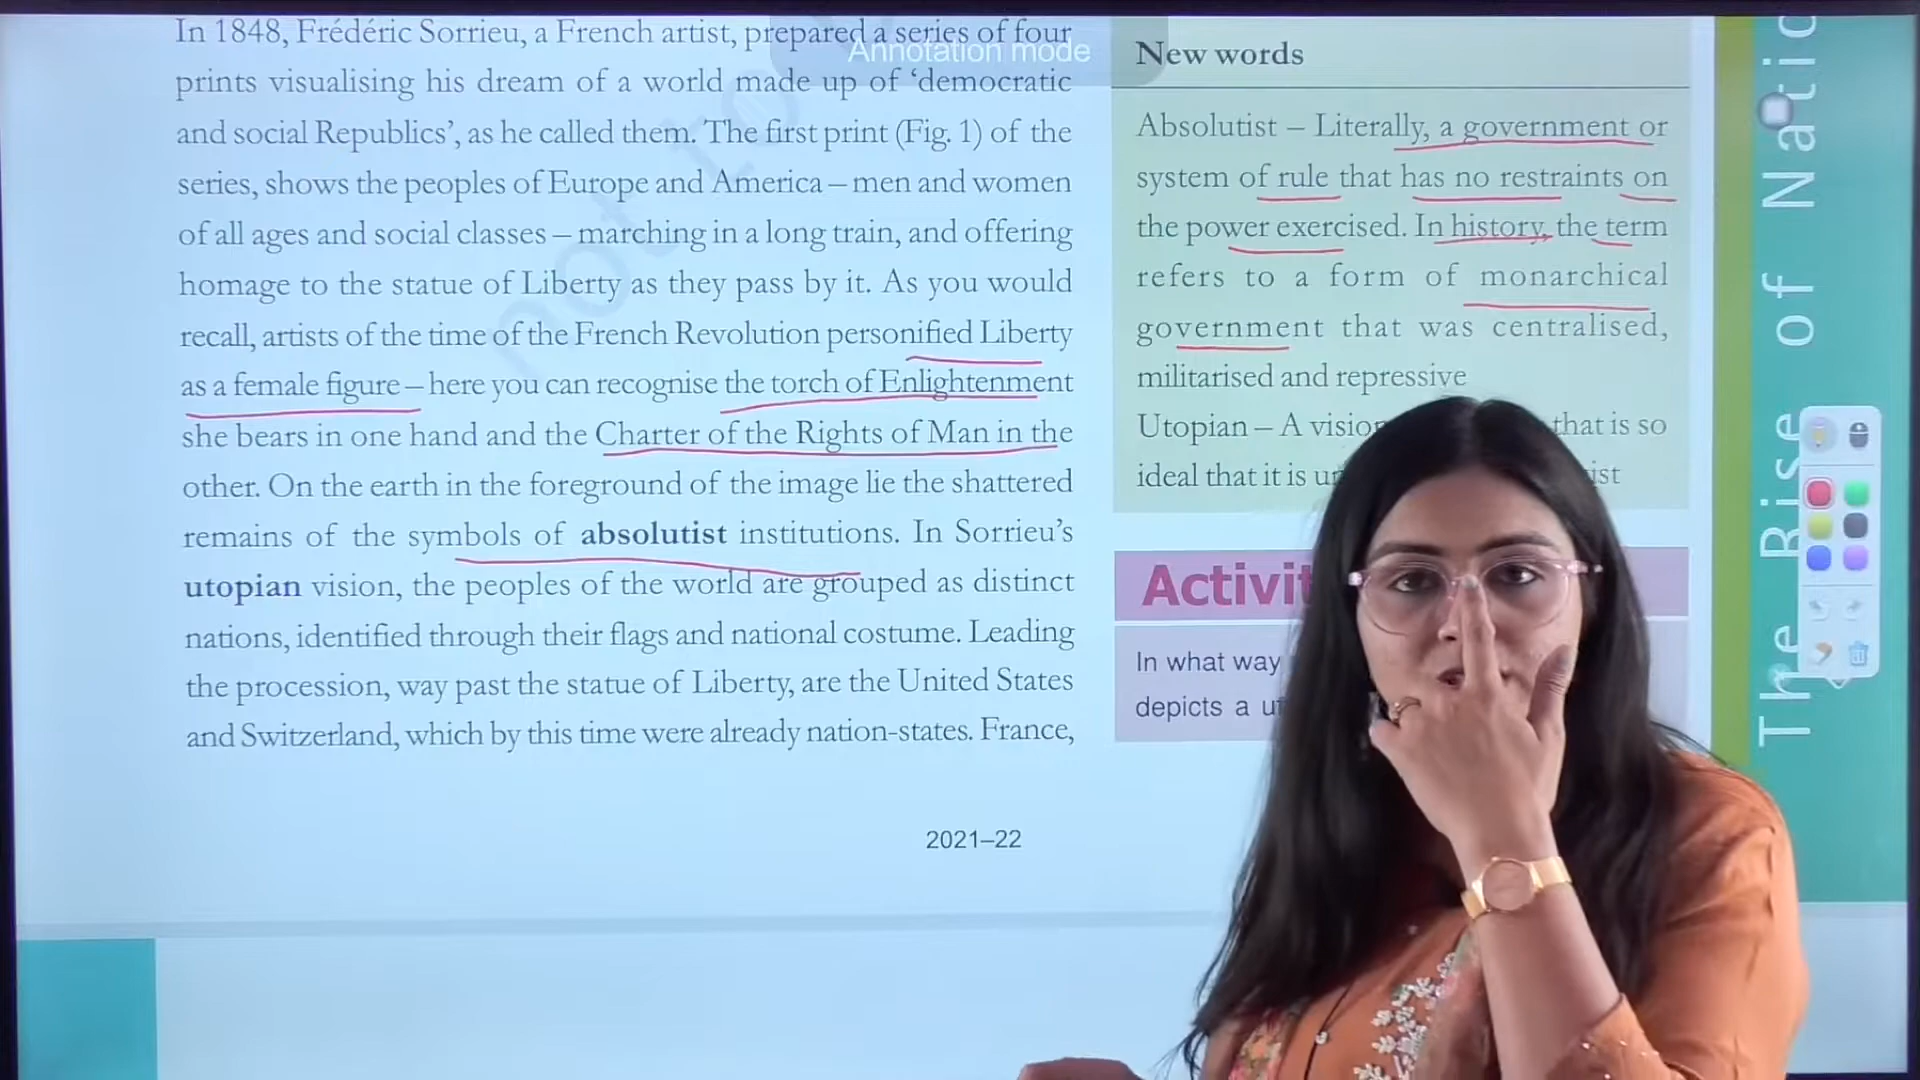 In 1848, Frédéric Sorrieu, a French artist, prepared a series of four
prints visualising his dream of a world made up of ‘democratic
and social Republics’, as he called them. The first print (Fig. 1) of the
series, shows the peoples of Europe and America – men and women
of all ages and social classes – marching in a long train, and offering
homage to the statue of Liberty as they pass by it. As you would
recall, artists of the time of the French Revolution personified Liberty
as a female figure – here you can recognise the torch of Enlightenment
she bears in one hand and the Charter of the Rights of Man in the
other. On the earth in the foreground of the image lie the shattered
remains of the symbols of absolutist institutions. In Sorrieu’s
utopian vision, the peoples of the world are grouped as distinct
nations, identified through their flags and national costume. Leading
the procession, way past the statue of Liberty, are the United States
and Switzerland, which by this time were already nation-states. France,
2021–22
Annotation mode
not to
New words
Absolutist – Literally, a government or
system of rule that has no restraints on
the power exercised. In history, the term
refers to a form of monarchical
government that was centralised,
militarised and repressive
Utopian – A that is so
ideal that it is
In what way
depicts a
The Rise of